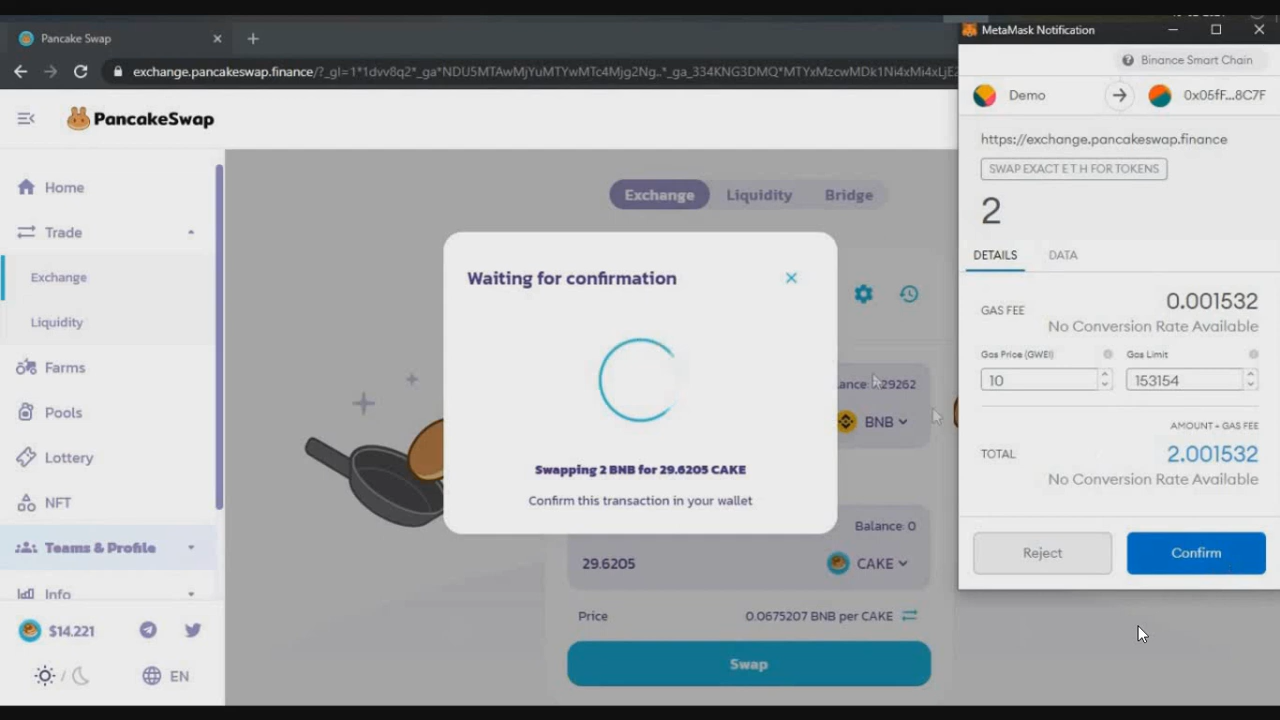 Pancake Swap
exchange.pancakeswap.finance/?_gl=1*1dvv8q2*_ga*NDU5MTAwMjYuMTYwMTc4Mjg2Ng..*_ga_334KNG3DMQ*MTYxMzcwMDk1Ni4xMi4xLjE2
PancakeSwap
Home
Trade
Exchange
Liquidity
Farms
Pools
Lottery
NFT
Teams & Profile
Info
$14.221
EN
Exchange Liquidity Bridge
Waiting for confirmation
Swapping 2 BNB for 29.6205 CAKE
Confirm this transaction in your wallet
29262
BNB
Balance: 0
29.6205 CAKE
Price 0.0675207 BNB per CAKE
Swap
MetaMask Notification
Binance Smart Chain
Demo 0x05fF...8C7F
https://exchange.pancakeswap.finance
SWAP EXACT E T H FOR TOKENS
2
DETAILS DATA
GAS FEE 0.001532
No Conversion Rate Available
Gas Price (GWEI) Gas Limit
10 153154
AMOUNT + GAS FEE
TOTAL 2.001532
No Conversion Rate Available
Reject Confirm